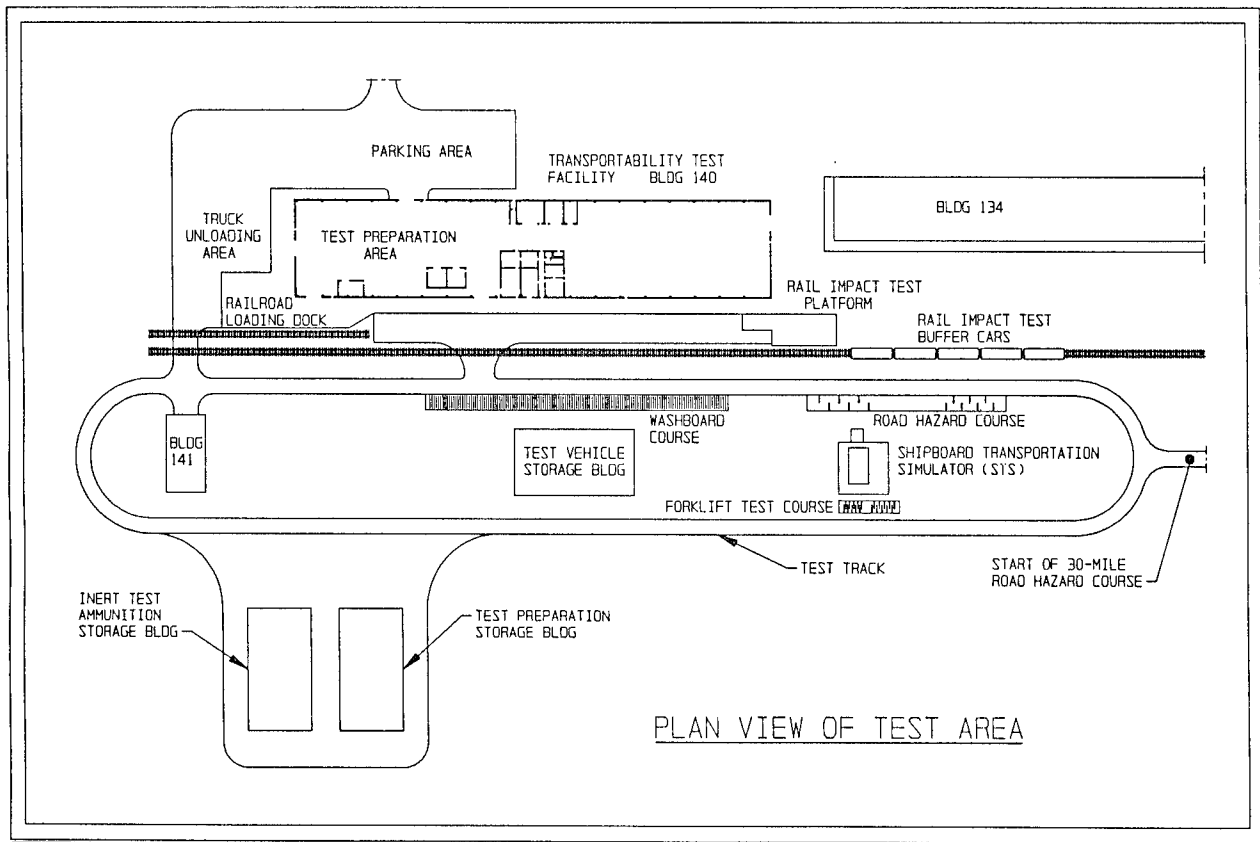 PARKING AREA
TRANSPORTABILITY TEST
FACILITY BLDG 140
BLDG 134
TRUCK
UNLOADING
AREA
TEST PREPARATION
AREA
RAIL IMPACT TEST
PLATFORM
RAILROAD
LOADING DOCK
RAIL IMPACT TEST
BUFFER CARS
WASHBOARD
COURSE
ROAD HAZARD COURSE
BLDG
141
TEST VEHICLE
STORAGE BLDG
SHIPBOARD TRANSPORTATION
SIMULATOR (STS)
FORKLIFT TEST COURSE
TEST TRACK
START OF 30-MILE
ROAD HAZARD COURSE
INERT TEST
AMMUNITION
STORAGE BLDG
TEST PREPARATION
STORAGE BLDG
PLAN VIEW OF TEST AREA